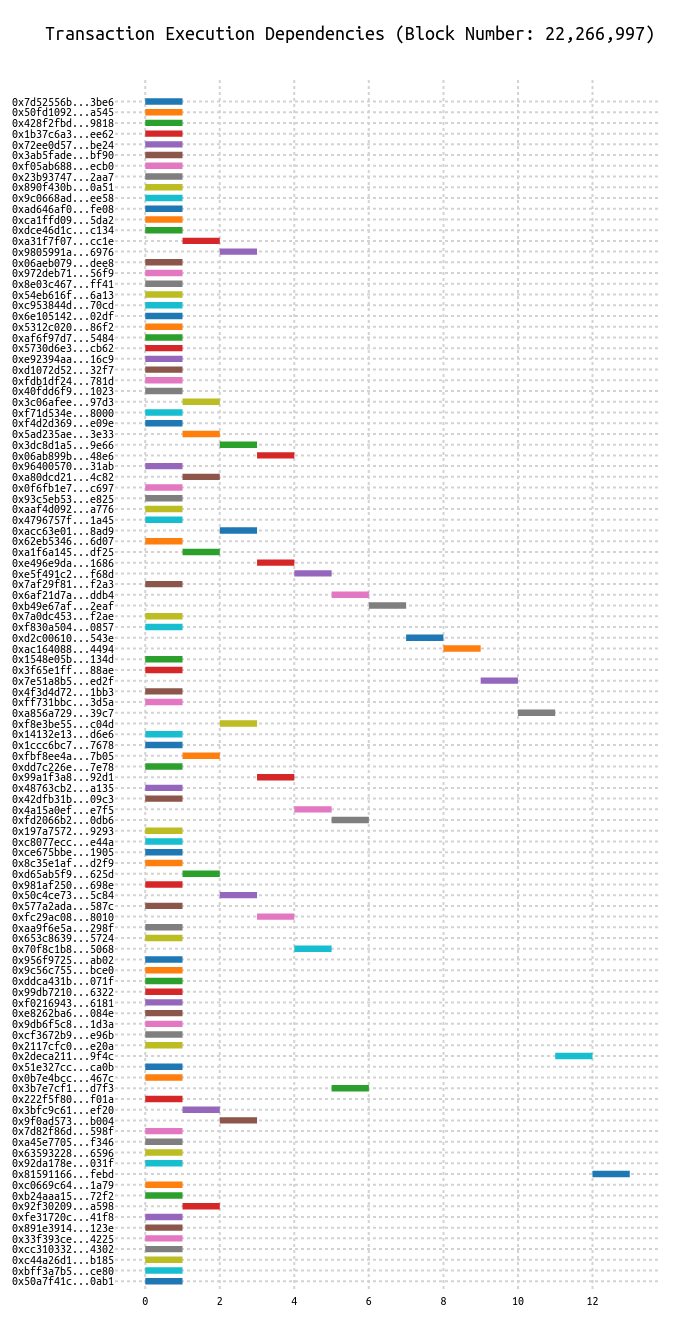 Transaction Execution Dependencies (Block Number: 22,266,997)
0x7d52556b...3be6
0x50fd1092...a545
0x428f2fbd...9818
0x1b37c6a3...ee62
0x72ee0d57...be24
0x3ab5fade...bf90
0xf05ab688...ecb0
0x23b93747...2aa7
0x890f430b...0a51
0x9c0668ad...ee58
0xad646af0...fe08
0xca1ffd09...5da2
0xdce46d1c...c134
0xa31f7f07...cc1e
0x9805991a...6976
0x06aeb079...dee8
0x972deb71...56f9
0x8e03c467...ff41
0x54eb616f...6a13
0xc953844d...70cd
0x6e105142...02df
0x5312c020...86f2
0xaf6f97d7...5484
0x5730d6e3...cb62
0xe92394aa...16c9
0xd1072d52...32f7
0xfdb1df24...781d
0x40fdd6f9...1023
0x3c06afee...97d3
0xf71d534e...8000
0xf4d2d369...e09e
0x5ad235ae...3e33
0x3dc8d1a5...9e66
0x06ab899b...48e6
0x96400570...31ab
0xa80dcd21...4c82
0x0f6fb1e7...c697
0x93c5eb53...e825
0xaaf4d092...a776
0x4796757f...1a45
0xacc63e01...8ad9
0x62eb5346...6d07
0xa1f6a145...df25
0xe496e9da...1686
0xe5f491c2...f68d
0x7af29f81...f2a3
0x6af21d7a...ddb4
0xb49e67af...2eaf
0x7a0dc453...f2ae
0xf830a504...0857
0xd2c00610...543e
0xac164088...4494
0x1548e05b...134d
0x3f65e1ff...88ae
0x7e51a8b5...ed2f
0x4f3d4d72...1bb3
0xff731bbc...3d5a
0xa856a729...39c7
0xf8e3be55...c04d
0x14132e13...d6e6
0x1ccc6bc7...7678
0xfbf8ee4a...7b05
0xdd7c226e...7e78
0x99a1f3a8...92d1
0x48763cb2...a135
0x42dfb31b...09c3
0x4a15a0ef...e7f5
0xfd2066b2...0db6
0x197a7572...9293
0xc8077ecc...e44a
0xce675bbe...1905
0x8c35e1af...d2f9
0xd65ab5f9...625d
0x981af250...698e
0x50c4ce73...5c84
0x577a2ada...587c
0xfc29ac08...8010
0xaa9f6e5a...298f
0x653c8639...5724
0x70f8c1b8...5068
0x956f9725...ab02
0x9c56c755...bce0
0xddca431b...071f
0x99db7210...6322
0xf0216943...6181
0xe8262ba6...084e
0x9db6f5c8...1d3a
0xcf3672b9...e96b
0x2117cfc0...e20a
0x2deca211...9f4c
0x51e327cc...ca0b
0x0b7e4bcc...467c
0x3b7e7cf1...d7f3
0x222f5f80...f01a
0x3bfc9c61...ef20
0x9f0ad573...b004
0x7d82f86d...598f
0xa45e7705...f346
0x63593228...6596
0x92da178e...031f
0x81591166...febd
0xc0669c64...1a79
0xb24aaa15...72f2
0x92f30209...a598
0xfe31720c...41f8
0x891e3914...123e
0x33f393ce...4225
0xcc310332...4302
0xc44a26d1...b185
0xbff3a7b5...ce80
0x50a7f41c...0ab1
0 2 4 6 8 10 12